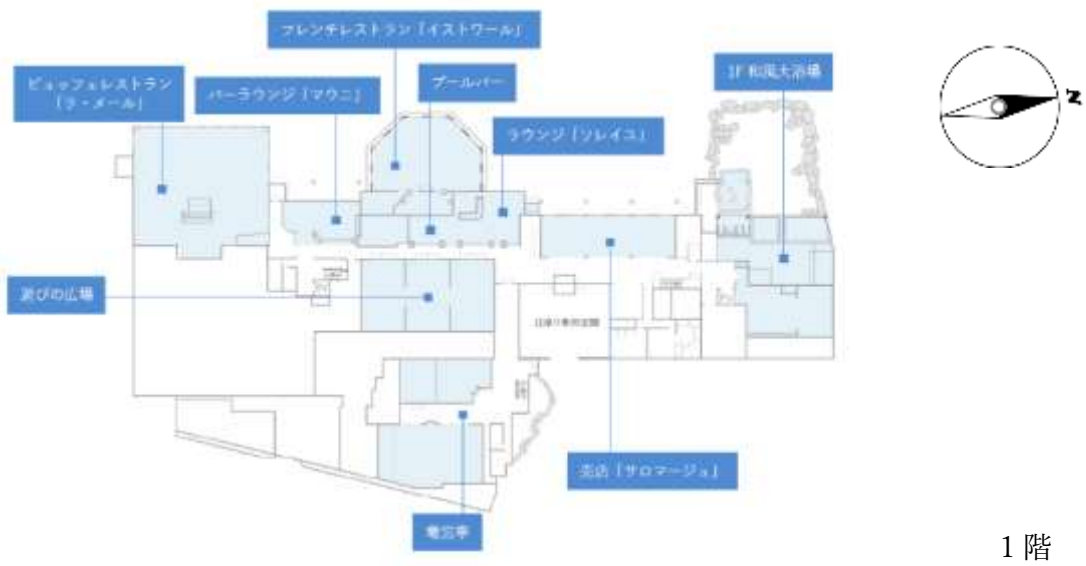 フレンチレストラン「イストワール」
ビュッフェレストラン
「ラ・メール」
バーラウンジ「マウニ」
プールバー
1F 和風大浴場
ラウンジ「ソレイユ」
N
遊びの広場
売店「サロマージュ」
竜宮亭
1 階